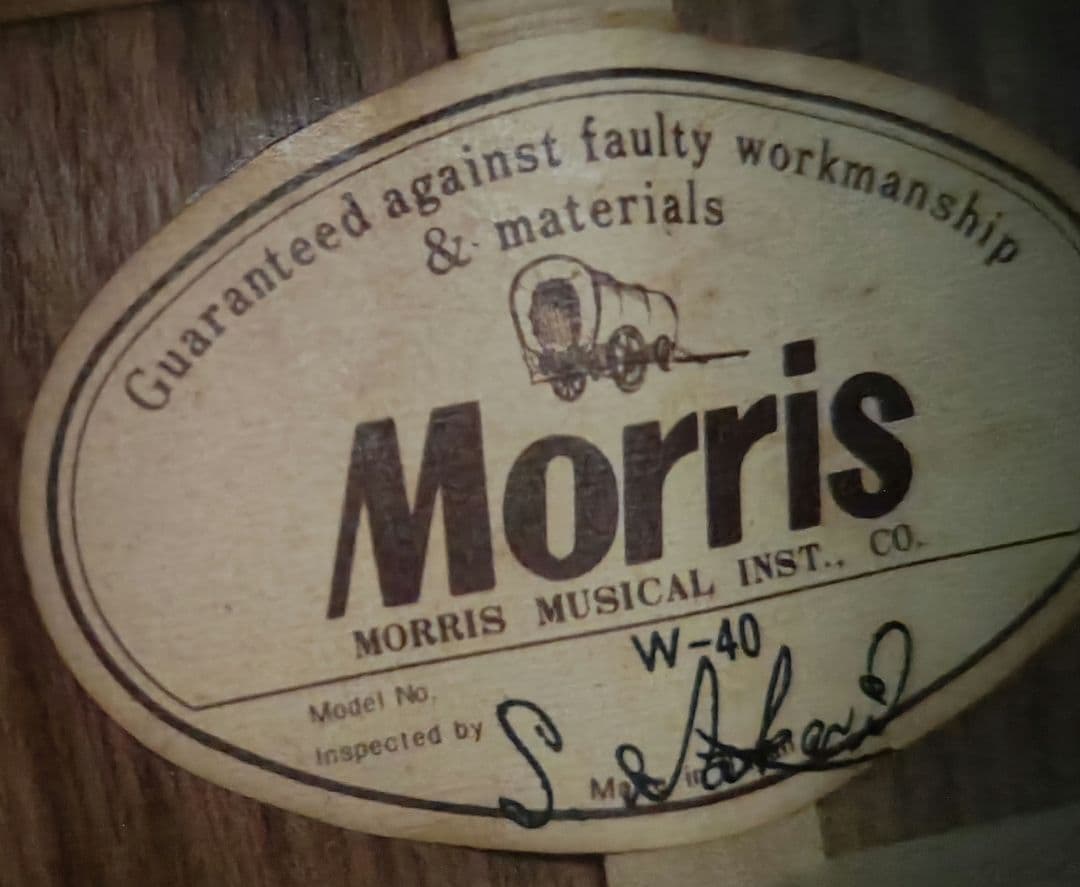 Guaranteed against faulty workmanship
& materials
Morris
MORRIS MUSICAL INST., CO.
W-40
Model No.
Inspected by